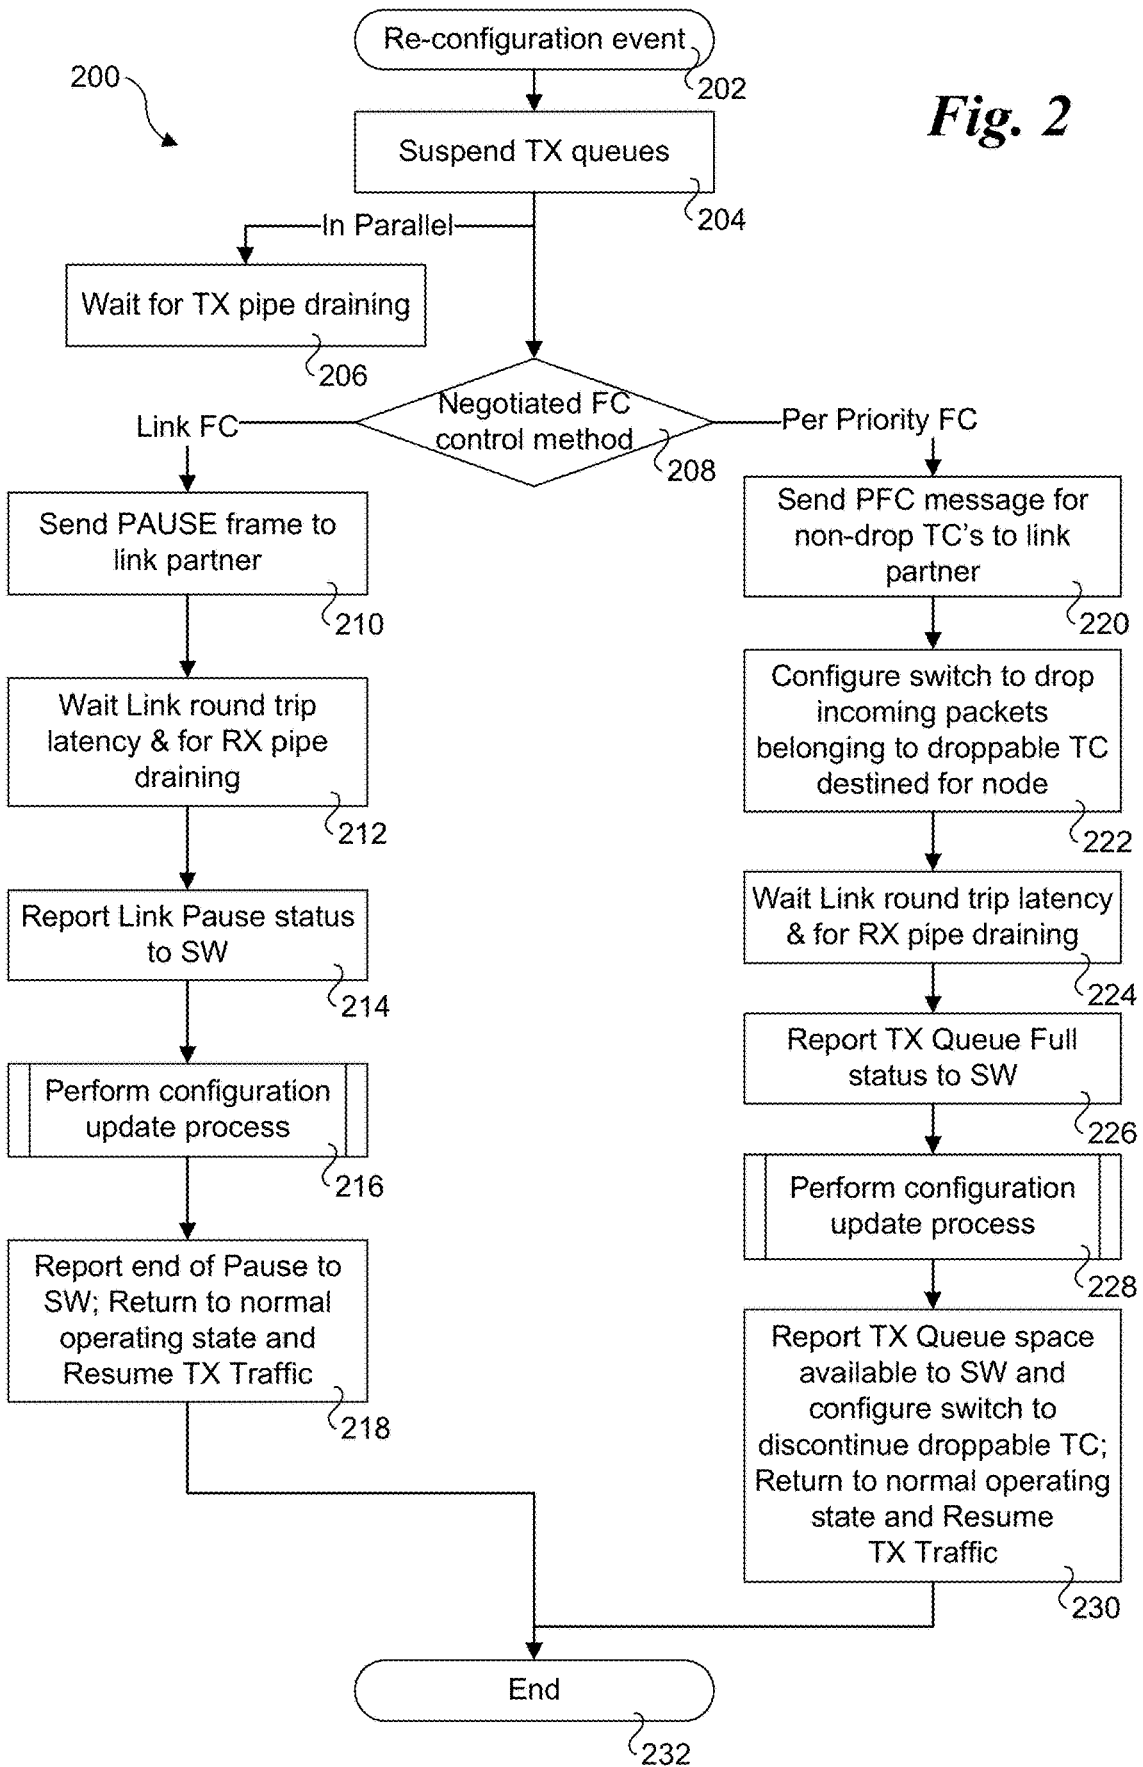 Re-configuration event
202
200
Fig. 2
Suspend TX queues
204
In Parallel
Wait for TX pipe draining
206
Negotiated FC
control method
208
Link FC
Send PAUSE frame to
link partner
210
Wait Link round trip
latency & for RX pipe
draining
212
Report Link Pause status
to SW
214
Perform configuration
update process
216
Report end of Pause to
SW; Return to normal
operating state and
Resume TX Traffic
218
Per Priority FC
Send PFC message for
non-drop TC's to link
partner
220
Configure switch to drop
incoming packets
belonging to droppable TC
destined for node
222
Wait Link round trip latency
& for RX pipe draining
224
Report TX Queue Full
status to SW
226
Perform configuration
update process
228
Report TX Queue space
available to SW and
configure switch to
discontinue droppable TC;
Return to normal operating
state and Resume
TX Traffic
230
End
232